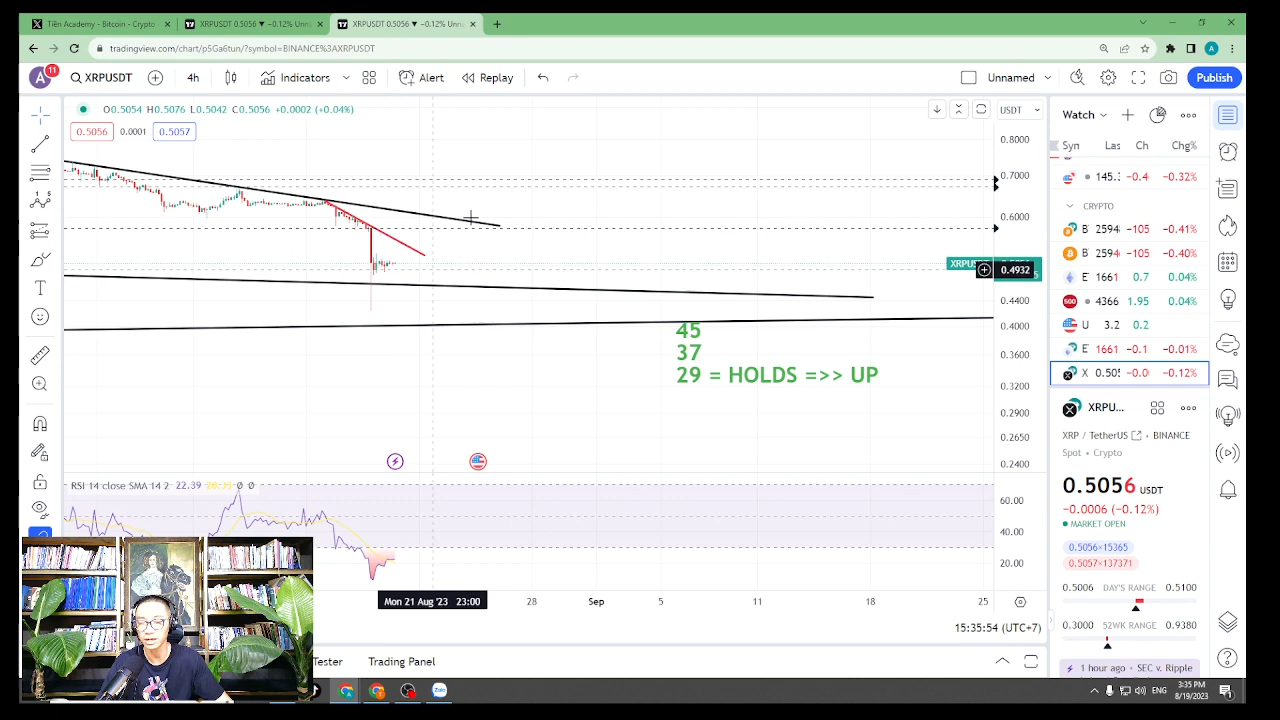 Tiền Academy - Bitcoin - Crypto
XRPUSDT 0.5056 ▼ −0.12% Unna
XRPUSDT 0.5056 ▼ −0.12% Unna
tradingview.com/chart/p5Ga6tun/?symbol=BINANCE%3AXRPUSDT
A
A
11
XRPUSDT
4h
Indicators
Alert
Replay
Unnamed
Publish
O0.5054 H0.5076 L0.5042 C0.5056 +0.0002 (+0.04%)
0.5056
0.0001
0.5057
USDT
0.8000
0.7000
0.6000
0.4932
0.4400
0.4000
0.3600
0.3200
0.2900
0.2650
0.2400
45
37
29 = HOLDS =>> UP
RSI 14 close SMA 14 2 22.39
60.00
40.00
20.00
Mon 21 Aug '23 23:00
28
Sep
5
11
18
25
15:35:54 (UTC+7)
Trading Panel
Watch
Syn Las Ch Chg%
145.3 −0.4 −0.32%
CRYPTO
B 2594 −105 −0.41%
B 2594 −105 −0.40%
E 1661 0.7 0.04%
4366 1.95 0.04%
U 3.2 0.2
E 1661 −0.1 −0.01%
X 0.505 −0.0 −0.12%
XRPU...
XRP / TetherUS BINANCE
Spot • Crypto
0.5056 USDT
−0.0006 (−0.12%)
MARKET OPEN
0.5056×15365
0.5057×137371
0.5006 DAY'S RANGE 0.5100
0.3000 52WK RANGE 0.9380
1 hour ago • SEC v. Ripple
Zalo
ENG
3:35 PM
8/19/2023